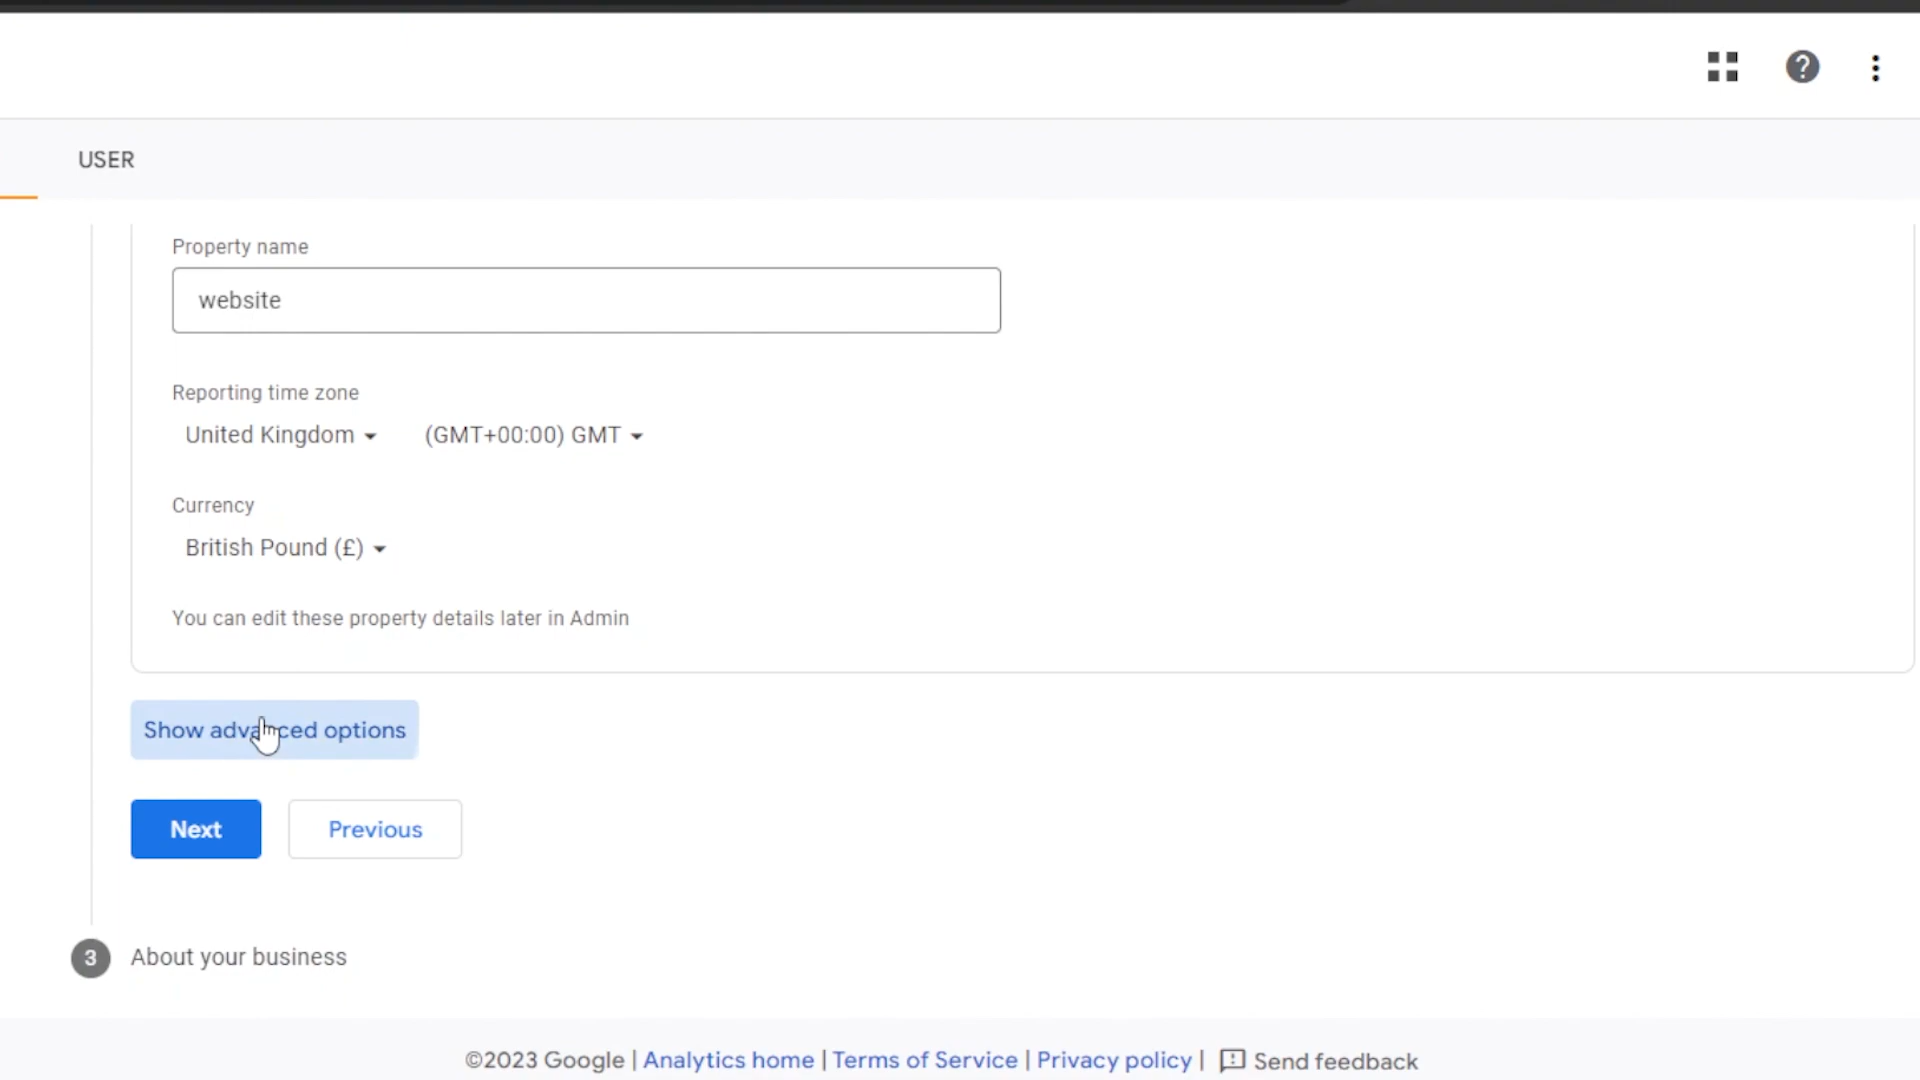 USER
Property name
website
Reporting time zone
United Kingdom (GMT+00:00) GMT
Currency
British Pound (£)
You can edit these property details later in Admin
Show advanced options
Next Previous
3 About your business
©2023 Google | Analytics home | Terms of Service | Privacy policy | Send feedback